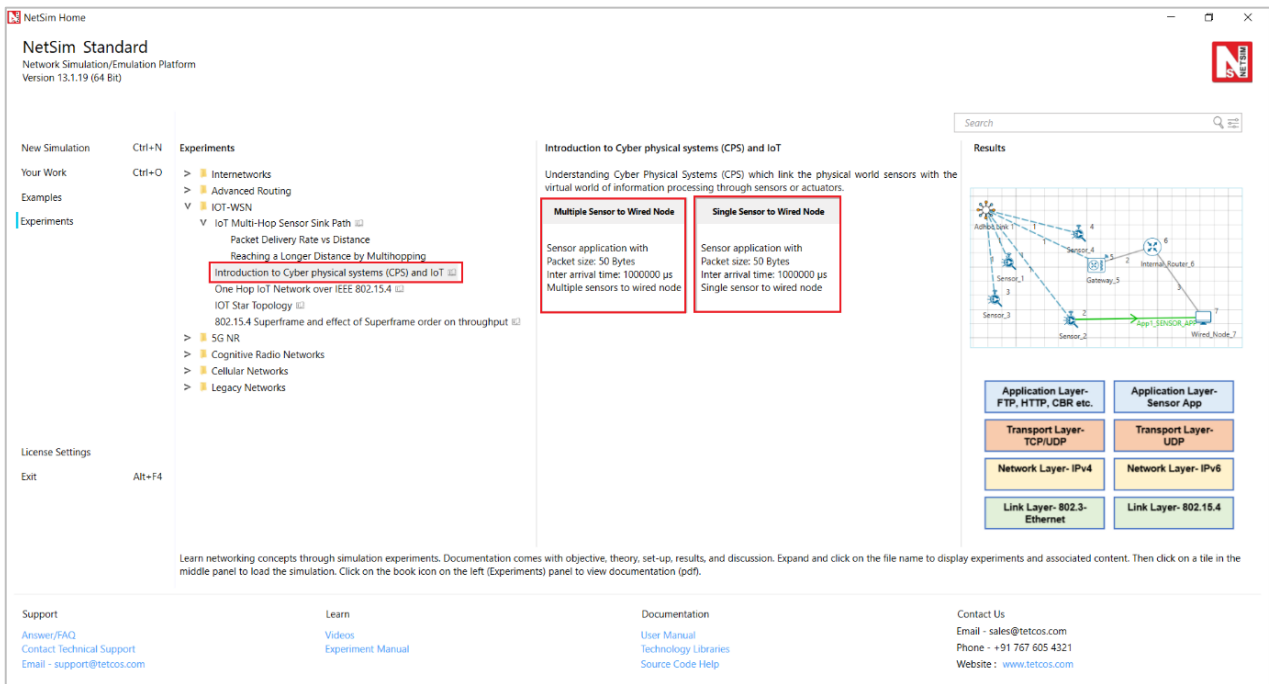 NetSim Home
NetSim Standard
Network Simulation/Emulation Platform
Version 13.1.19 (64 Bit)
NETSIM
Search
New Simulation Ctrl+N
Your Work Ctrl+O
Examples
Experiments
License Settings
Exit Alt+F4
Experiments
> Internetworks
> Advanced Routing
v IOT-WSN
v IoT Multi-Hop Sensor Sink Path
Packet Delivery Rate vs Distance
Reaching a Longer Distance by Multihopping
Introduction to Cyber physical systems (CPS) and IoT
One Hop IoT Network over IEEE 802.15.4
IOT Star Topology
802.15.4 Superframe and effect of Superframe order on throughput
> 5G NR
> Cognitive Radio Networks
> Cellular Networks
> Legacy Networks
Introduction to Cyber physical systems (CPS) and IoT
Understanding Cyber Physical Systems (CPS) which link the physical world sensors with the
virtual world of information processing through sensors or actuators.
Multiple Sensor to Wired Node
Sensor application with
Packet size: 50 Bytes
Inter arrival time: 1000000 µs
Multiple sensors to wired node
Single Sensor to Wired Node
Sensor application with
Packet size: 50 Bytes
Inter arrival time: 1000000 µs
Single sensor to wired node
Results
Adhoc_Link 1
1
1
1
1
4
Sensor_4
Sensor_1
3
Sensor_3
2
Sensor_2
5
Gateway_5
2
6
Internal_Router_6
3
7
Wired_Node_7
App1_SENSOR_APP
Application Layer-
FTP, HTTP, CBR etc.
Application Layer-
Sensor App
Transport Layer-
TCP/UDP
Transport Layer-
UDP
Network Layer- IPv4
Network Layer- IPv6
Link Layer- 802.3-
Ethernet
Link Layer- 802.15.4
Learn networking concepts through simulation experiments. Documentation comes with objective, theory, set-up, results, and discussion. Expand and click on the file name to display experiments and associated content. Then click on a tile in the
middle panel to load the simulation. Click on the book icon on the left (Experiments) panel to view documentation (pdf).
Support
Answer/FAQ
Contact Technical Support
Email - support@tetcos.com
Learn
Videos
Experiment Manual
Documentation
User Manual
Technology Libraries
Source Code Help
Contact Us
Email - sales@tetcos.com
Phone - +91 767 605 4321
Website : www.tetcos.com